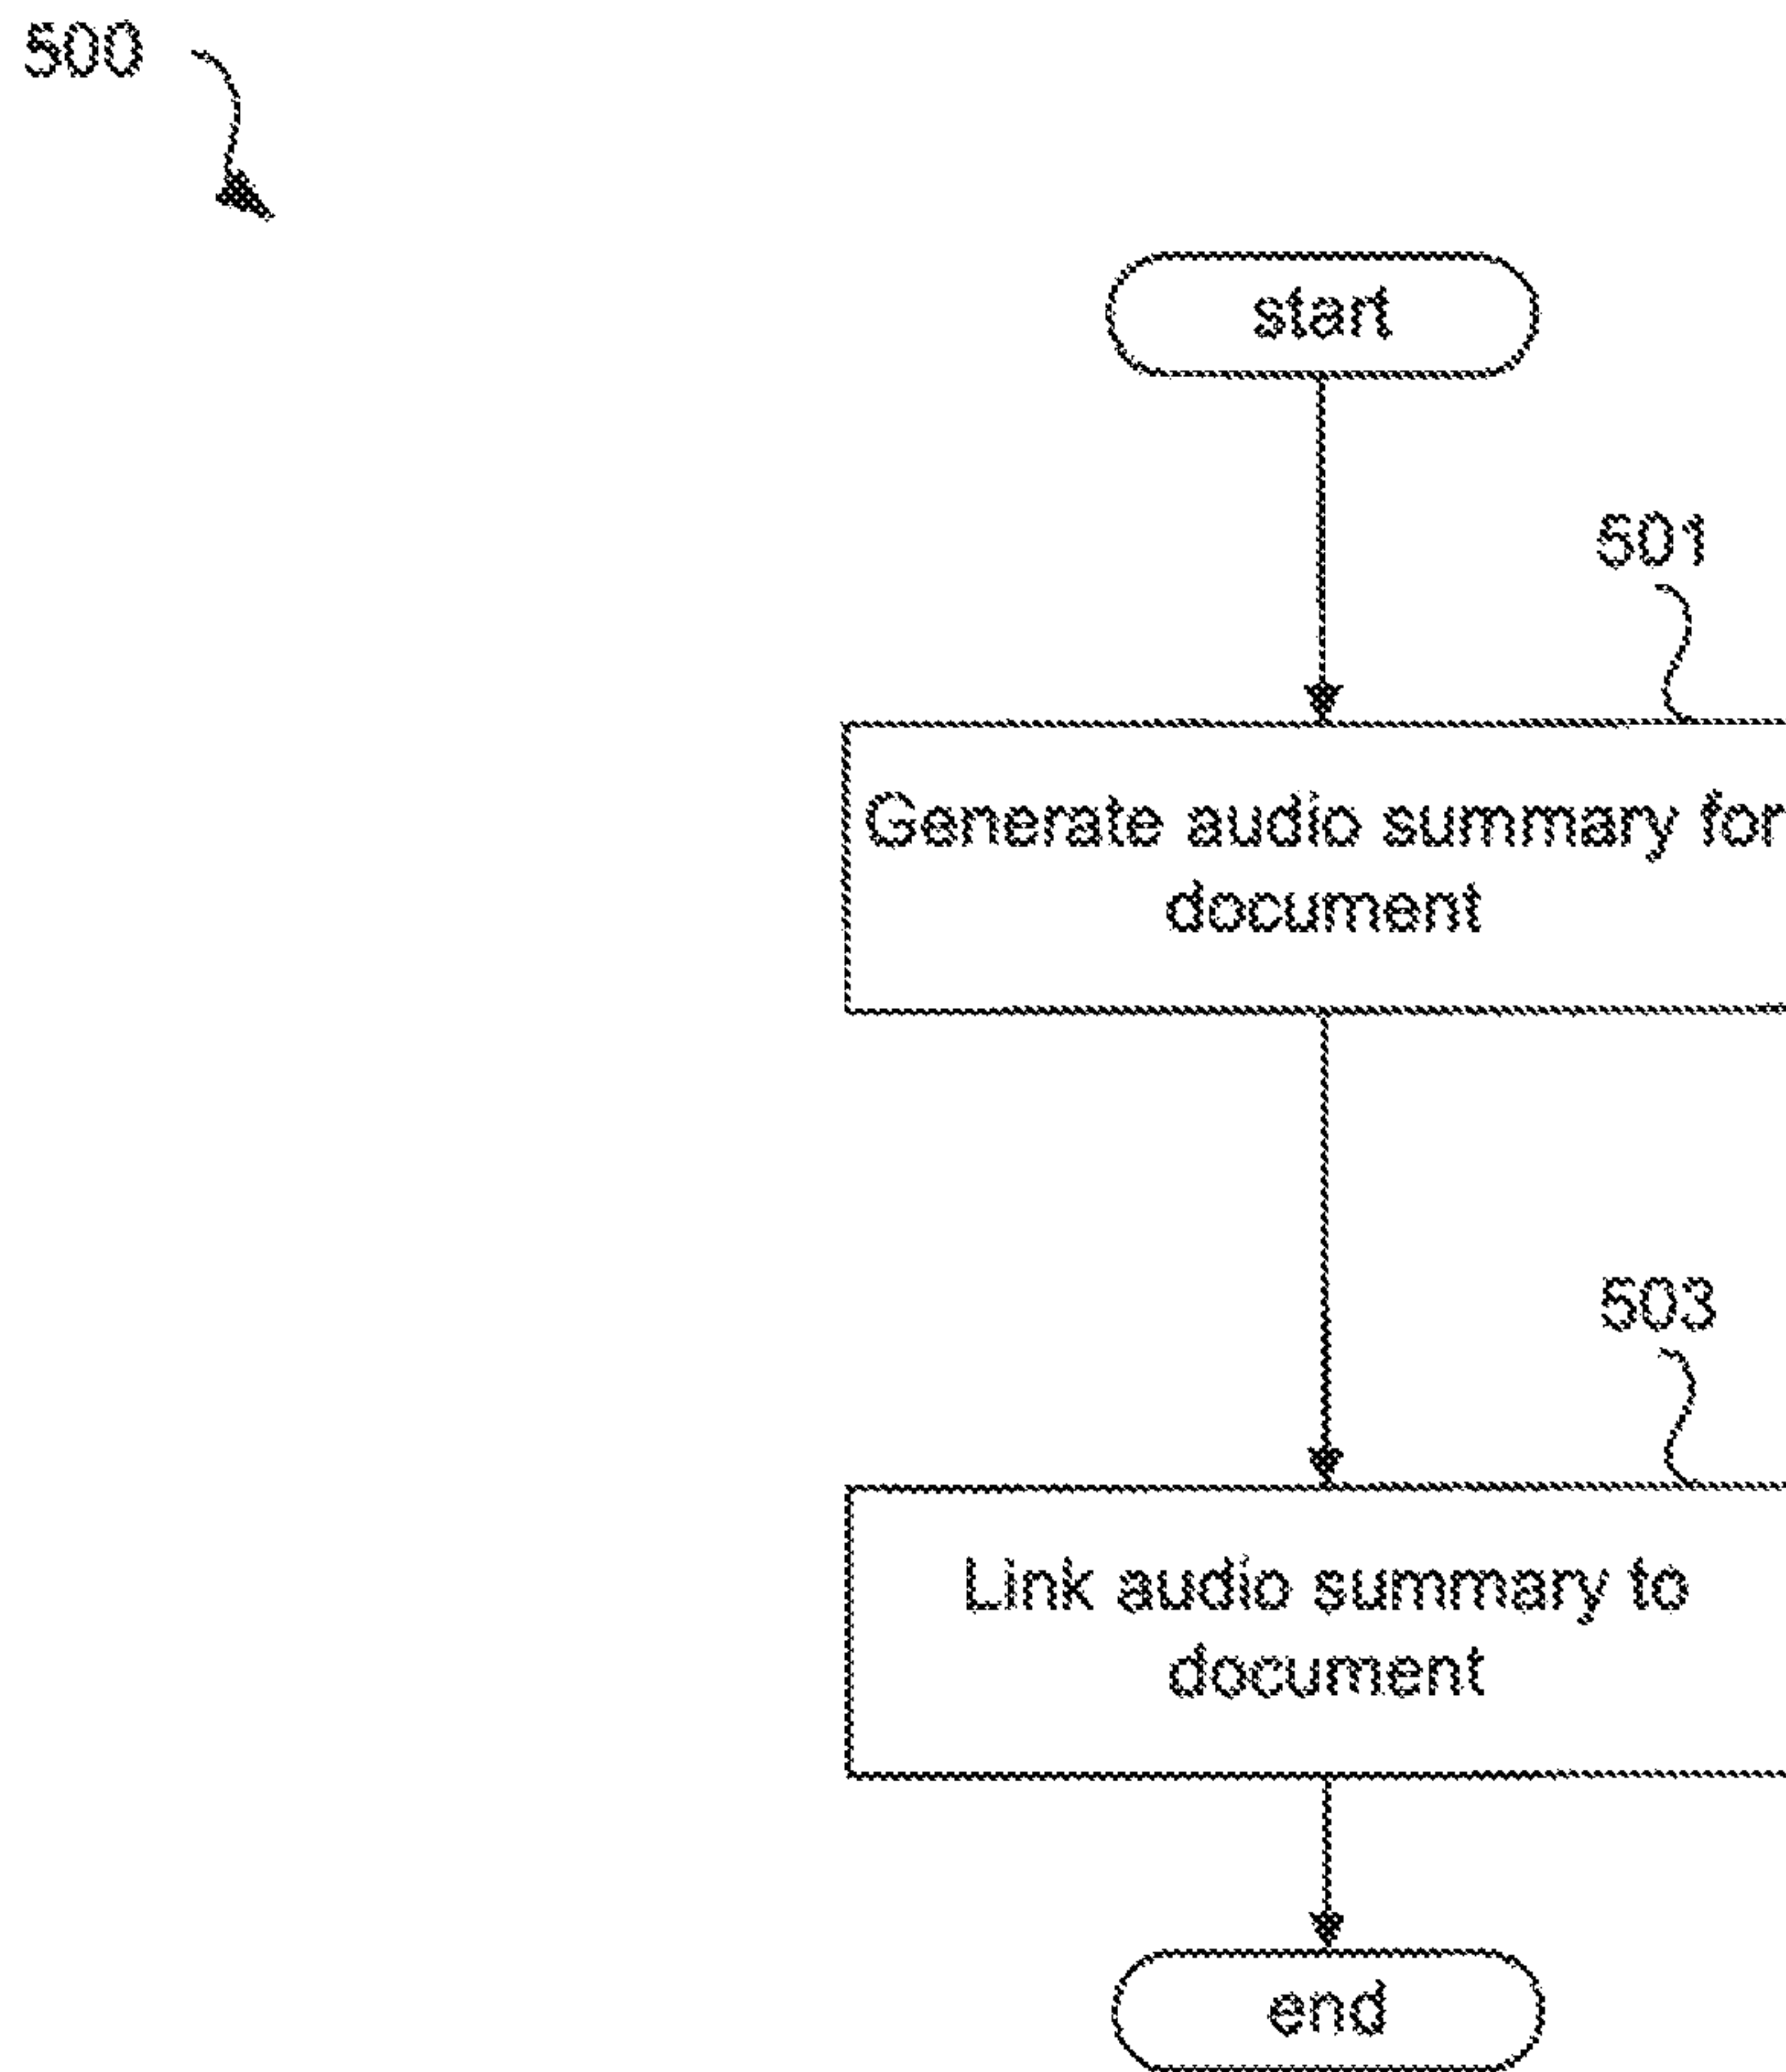 500
start
501
Generate audio summary for
document
503
Link audio summary to
document
end